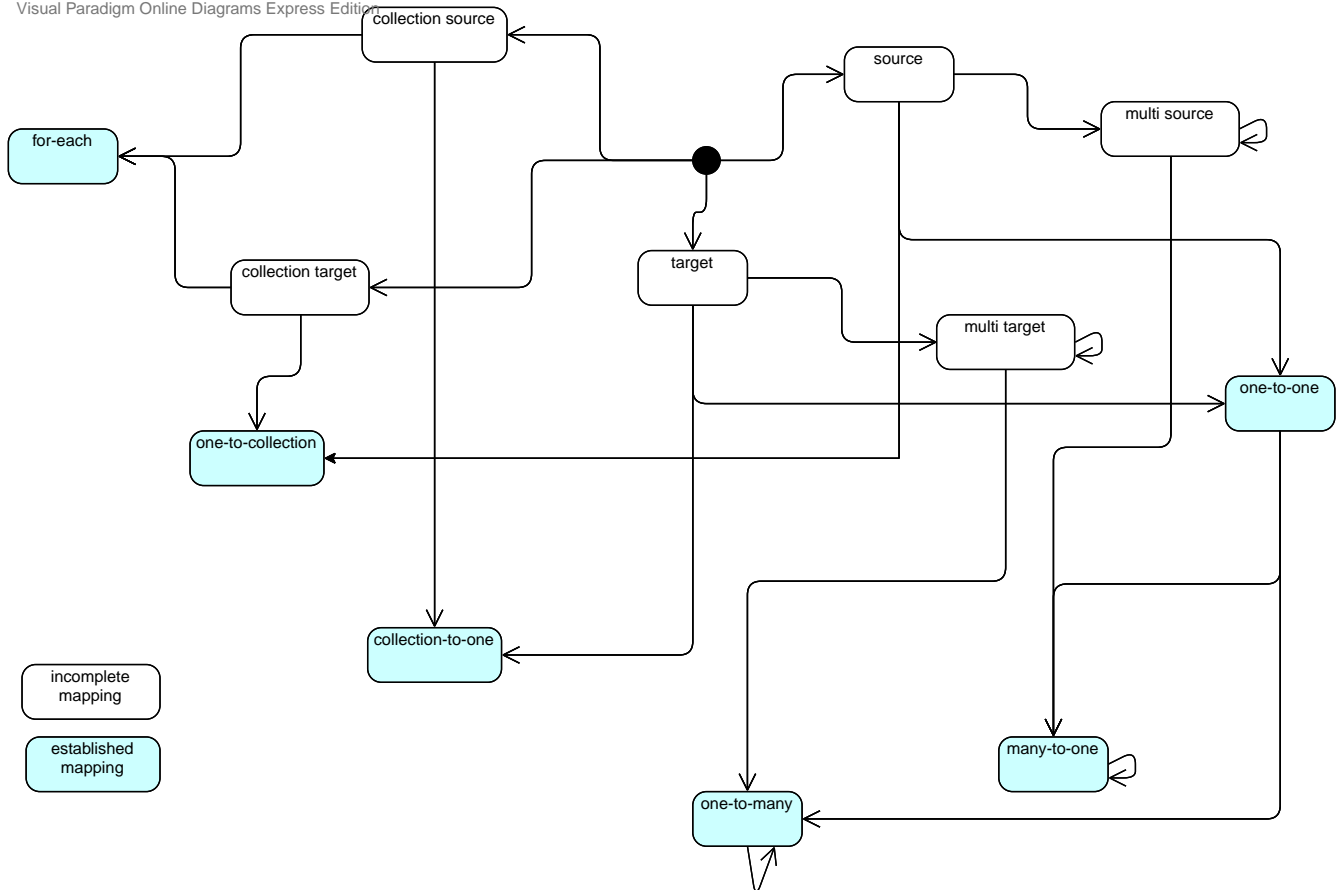 Visual Paradigm Online Diagrams Express Edition
collection source
source
multi source
for-each
collection target
target
multi target
one-to-one
one-to-collection
collection-to-one
incomplete
mapping
established
mapping
many-to-one
one-to-many